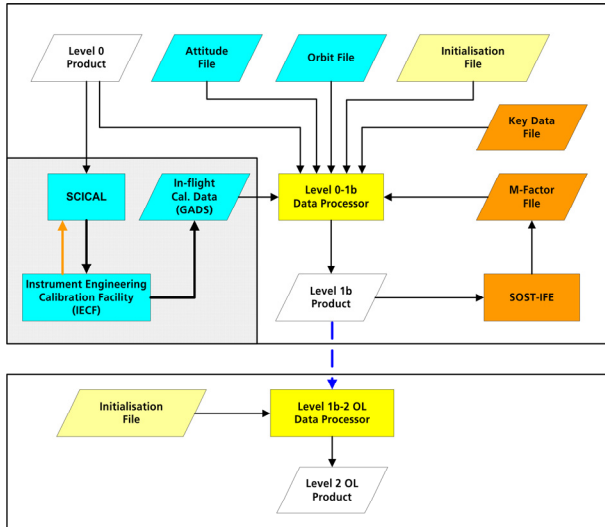 Level 0
Product
Attitude
File
Orbit File
Initialisation
File
Key Data
File
SCICAL
In-flight
Cal. Data
(GADS)
Level 0-1b
Data Processor
M-Factor
FIle
Instrument Engineering
Calibration Facility
(IECF)
Level 1b
Product
SOST-IFE
Initialisation
File
Level 1b-2 OL
Data Processor
Level 2 OL
Product